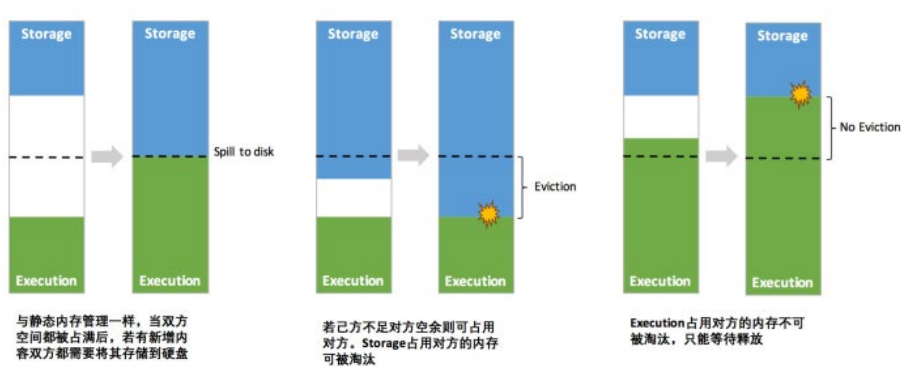 Storage
Storage
Spill to disk
Execution
Execution
与静态内存管理一样，当双方
空间都被占满后，若有新增内
容双方都需要将其存储到硬盘
Storage
Storage
Eviction
Execution
Execution
若己方不足对方空余则可占用
对方。Storage占用对方的内存
可被淘汰
Storage
Storage
No Eviction
Execution
Execution
Execution占用对方的内存不可
被淘汰，只能等待释放